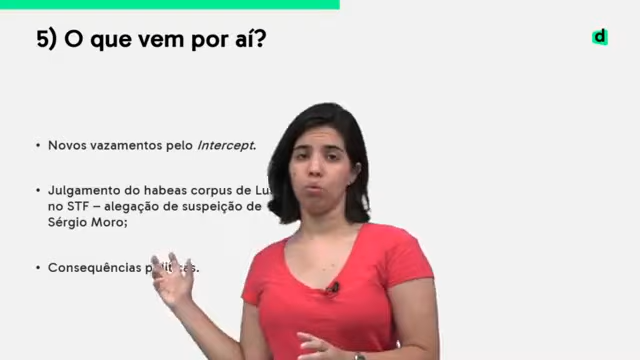 5) O que vem por aí?
d
• Novos vazamentos pelo Intercept.
• Julgamento do habeas corpus de
no STF – alegação de suspeição de
Sérgio Moro;
• Consequências